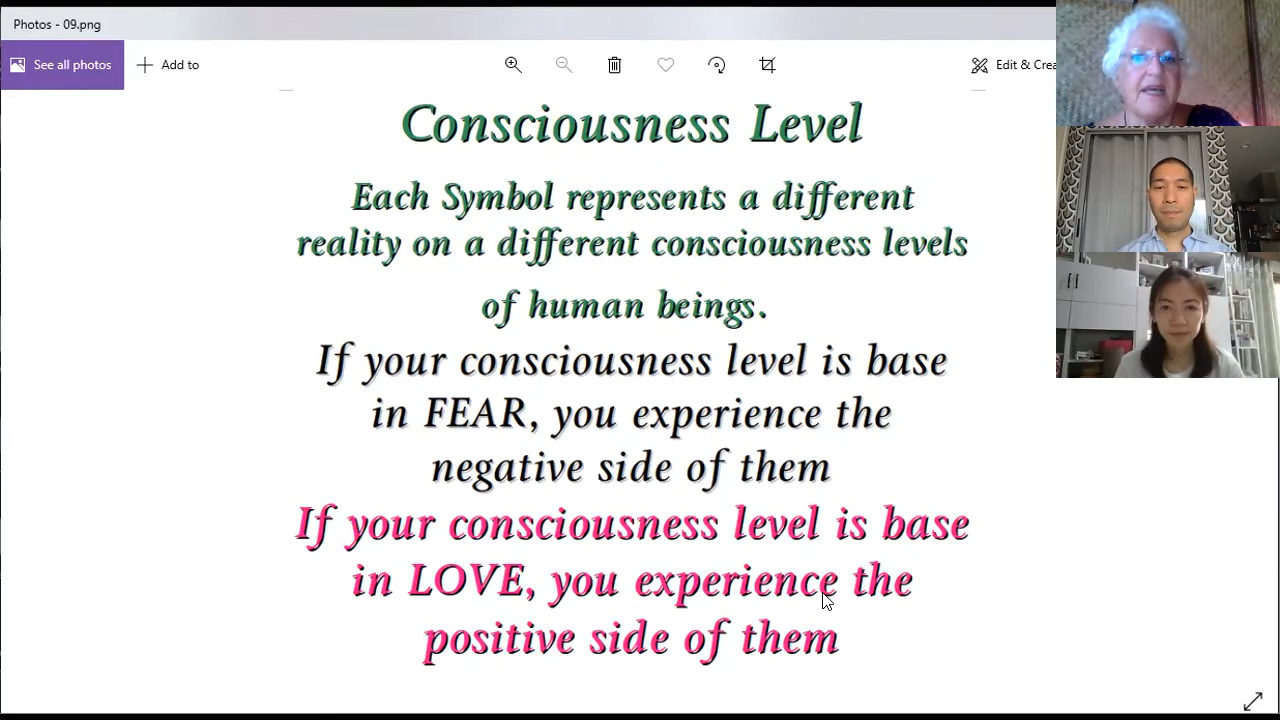 Photos - 09.png
See all photos
Add to
Edit & Crea
Consciousness Level
Each Symbol represents a different
reality on a different consciousness levels
of human beings.
If your consciousness level is base
in FEAR, you experience the
negative side of them
If your consciousness level is base
in LOVE, you experience the
positive side of them